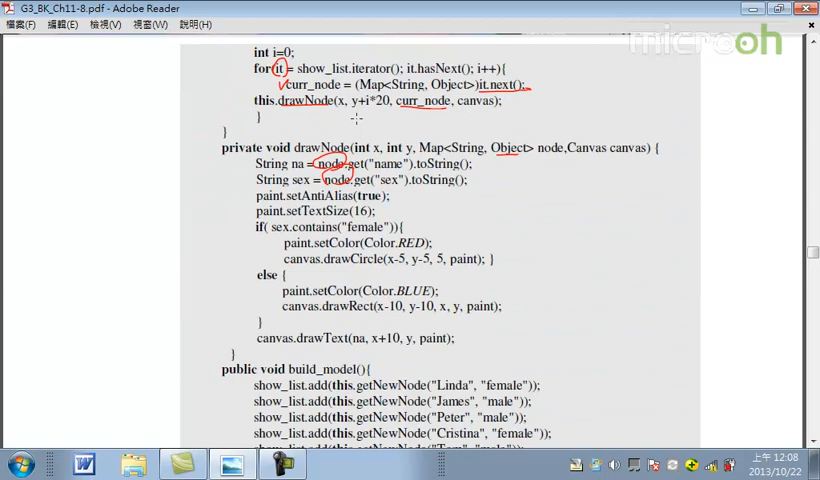 G3_BK_Ch11-8.pdf - Adobe Reader
檔案(F) 編輯(E) 檢視(V) 視窗(W) 說明(H)
microoh
int i=0;
for(it = show_list.iterator(); it.hasNext(); i++){
curr_node = (Map<String, Object>)it.next();
this.drawNode(x, y+i*20, curr_node, canvas);
}
}
private void drawNode(int x, int y, Map<String, Object> node,Canvas canvas) {
String na = node.get("name").toString();
String sex = node.get("sex").toString();
paint.setAntiAlias(true);
paint.setTextSize(16);
if( sex.contains("female")){
paint.setColor(Color.RED);
canvas.drawCircle(x-5, y-5, 5, paint); }
else {
paint.setColor(Color.BLUE);
canvas.drawRect(x-10, y-10, x, y, paint);
}
canvas.drawText(na, x+10, y, paint);
}
public void build_model(){
show_list.add(this.getNewNode("Linda", "female"));
show_list.add(this.getNewNode("James", "male"));
show_list.add(this.getNewNode("Peter", "male"));
show_list.add(this.getNewNode("Cristina", "female"));
上午 12:08
2013/10/22